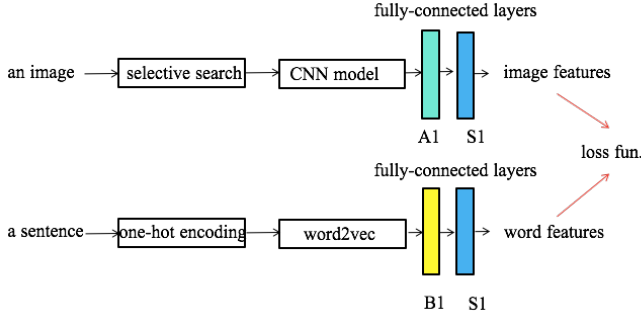 fully-connected layers
an image
selective search
CNN model
image features
A1
S1
loss fun.
fully-connected layers
a sentence
one-hot encoding
word2vec
word features
B1
S1